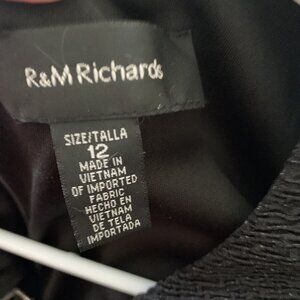 R&M Richards
SIZE/TALLA
12
MADE IN
VIETNAM
OF IMPORTED
FABRIC
HECHO EN
VIETNAM
DE TELA
IMPORTADA